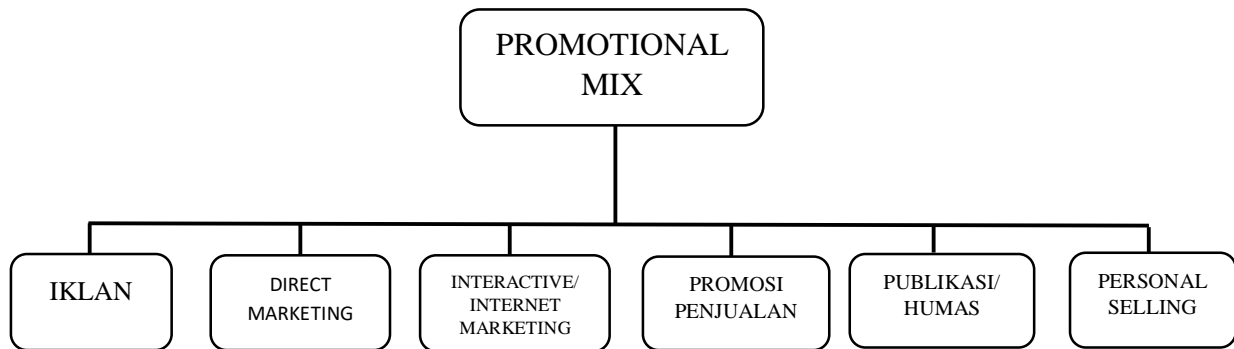 PROMOTIONAL
MIX
IKLAN
DIRECT
MARKETING
INTERACTIVE/
INTERNET
MARKETING
PROMOSI
PENJUALAN
PUBLIKASI/
HUMAS
PERSONAL
SELLING